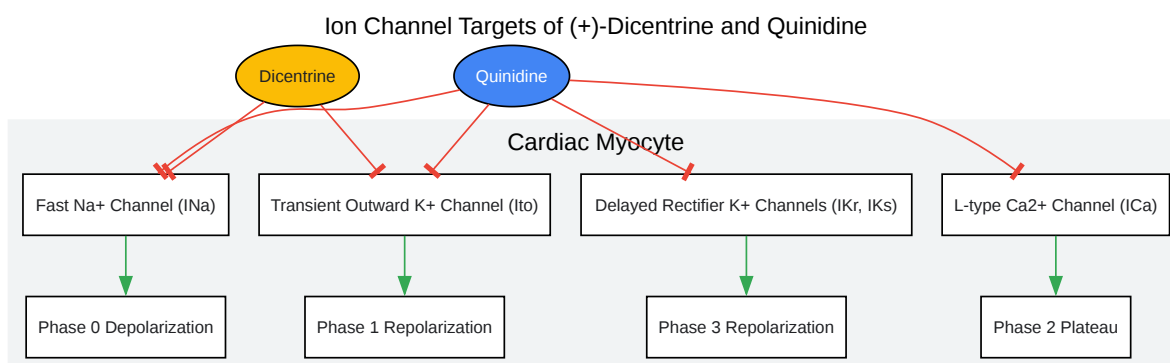 Ion Channel Targets of (+)-Dicentrine and Quinidine
Dicentrine
Quinidine
Cardiac Myocyte
Fast Na+ Channel (INa)
Transient Outward K+ Channel (Ito)
Delayed Rectifier K+ Channels (IKr, IKs)
L-type Ca2+ Channel (ICa)
Phase 0 Depolarization
Phase 1 Repolarization
Phase 3 Repolarization
Phase 2 Plateau